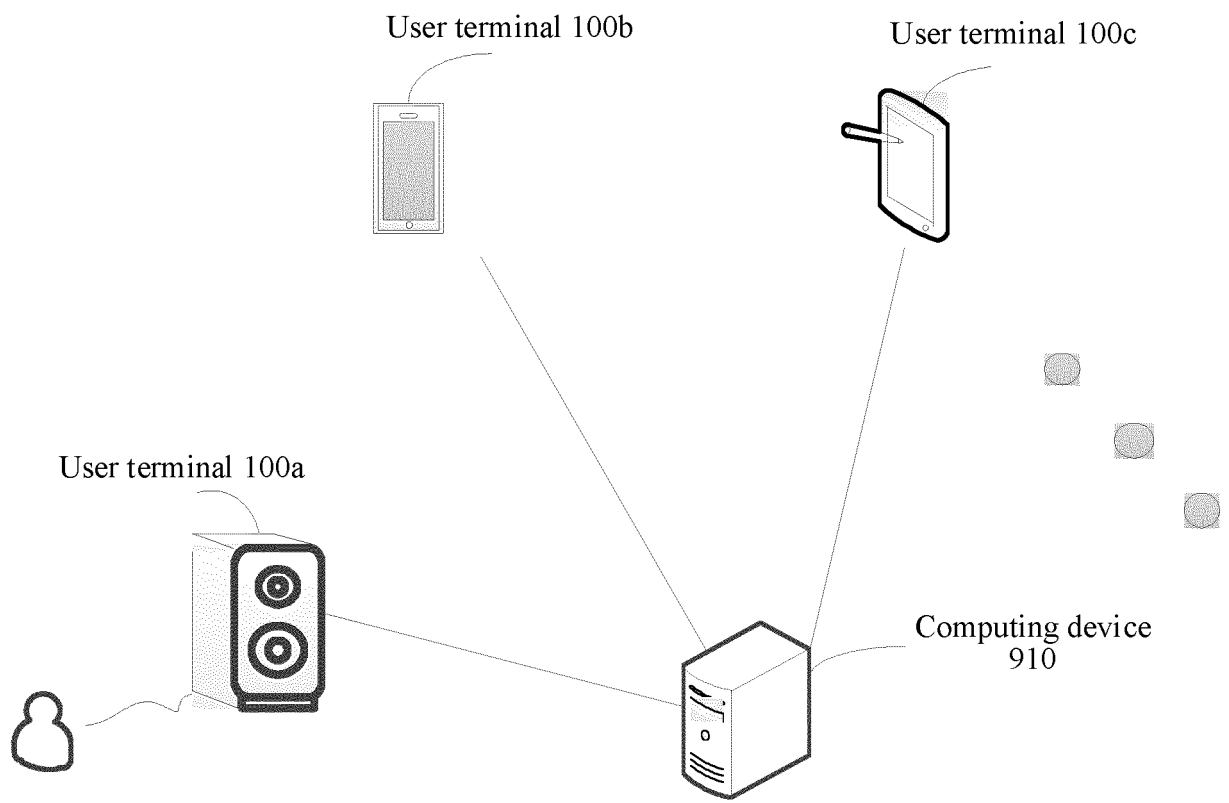 User terminal 100b
User terminal 100c
User terminal 100a
Computing device
910